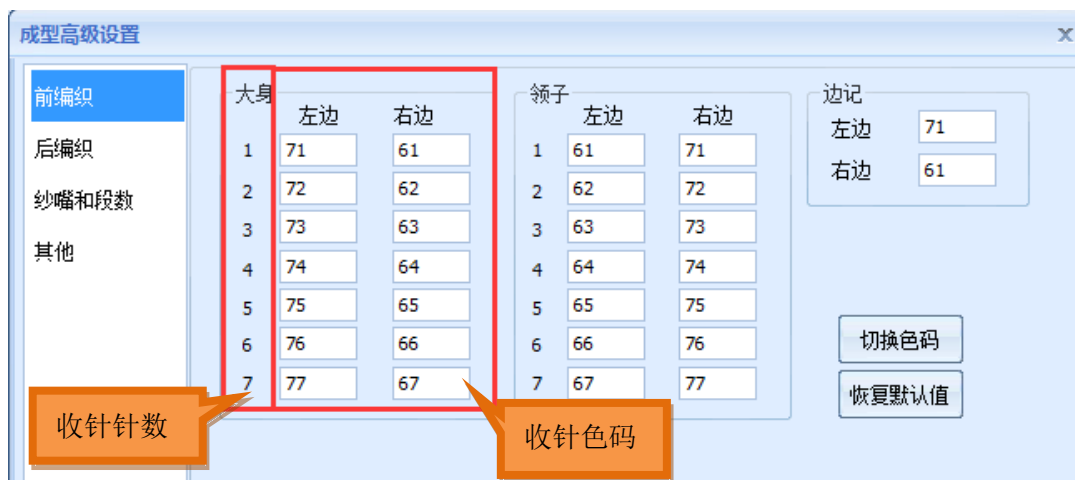 成型高级设置 x
前编织
后编织
纱嘴和段数
其他
大身
左边 右边
1 71 61
2 72 62
3 73 63
4 74 64
5 75 65
6 76 66
7 77 67
领子
左边 右边
1 61 71
2 62 72
3 63 73
4 64 74
5 65 75
6 66 76
7 67 77
边记
左边 71
右边 61
切换色码
恢复默认值
收针针数
收针色码